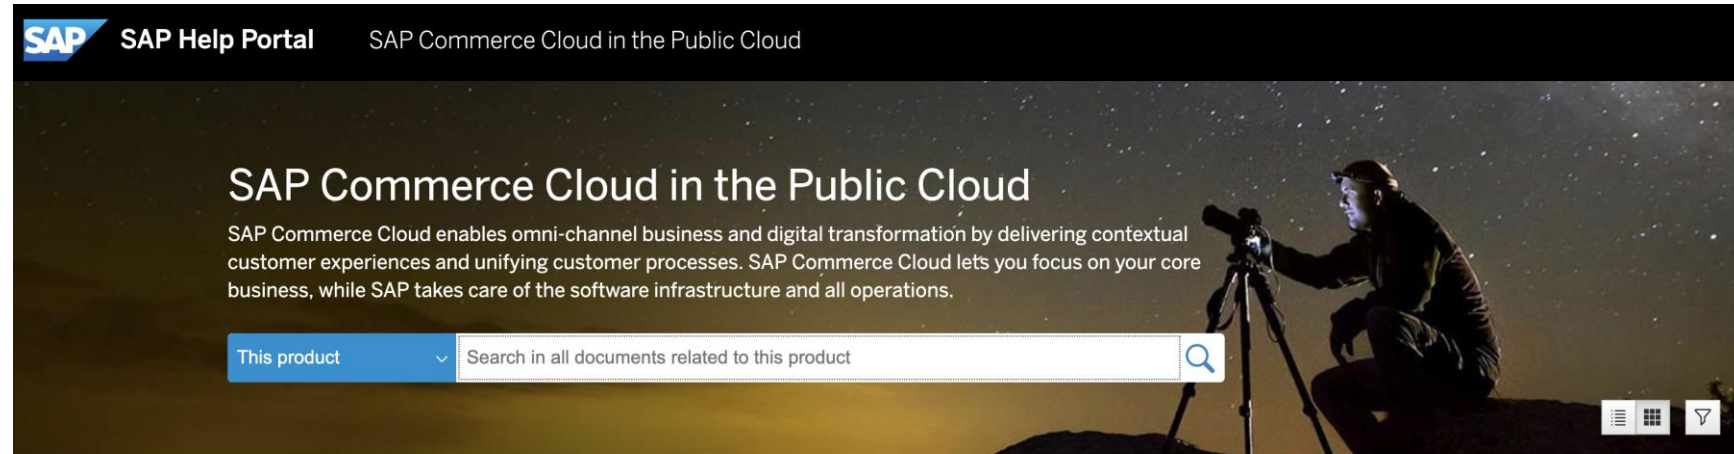 SAP SAP Help Portal SAP Commerce Cloud in the Public Cloud
SAP Commerce Cloud in the Public Cloud
SAP Commerce Cloud enables omni-channel business and digital transformation by delivering contextual
customer experiences and unifying customer processes. SAP Commerce Cloud lets you focus on your core
business, while SAP takes care of the software infrastructure and all operations.
This product Search in all documents related to this product